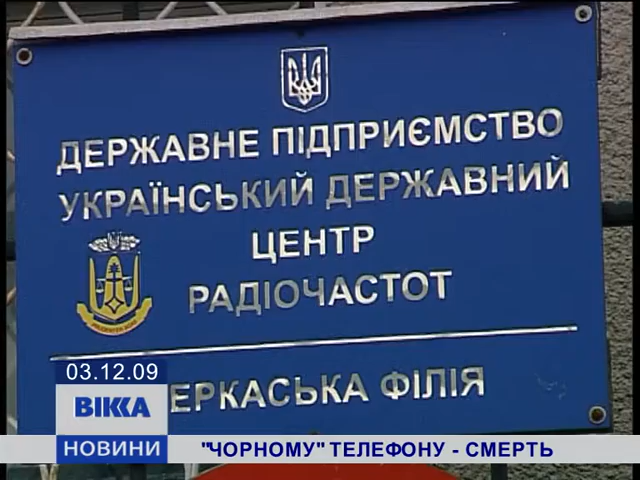 ДЕРЖАВНЕ ПІДПРИЄМСТВО
УКРАЇНСЬКИЙ ДЕРЖАВНИЙ
ЦЕНТР
РАДІОЧАСТОТ
ЕРКАСЬКА ФІЛІЯ
03.12.09
ВІККА
НОВИНИ
"ЧОРНОМУ" ТЕЛЕФОНУ - СМЕРТЬ